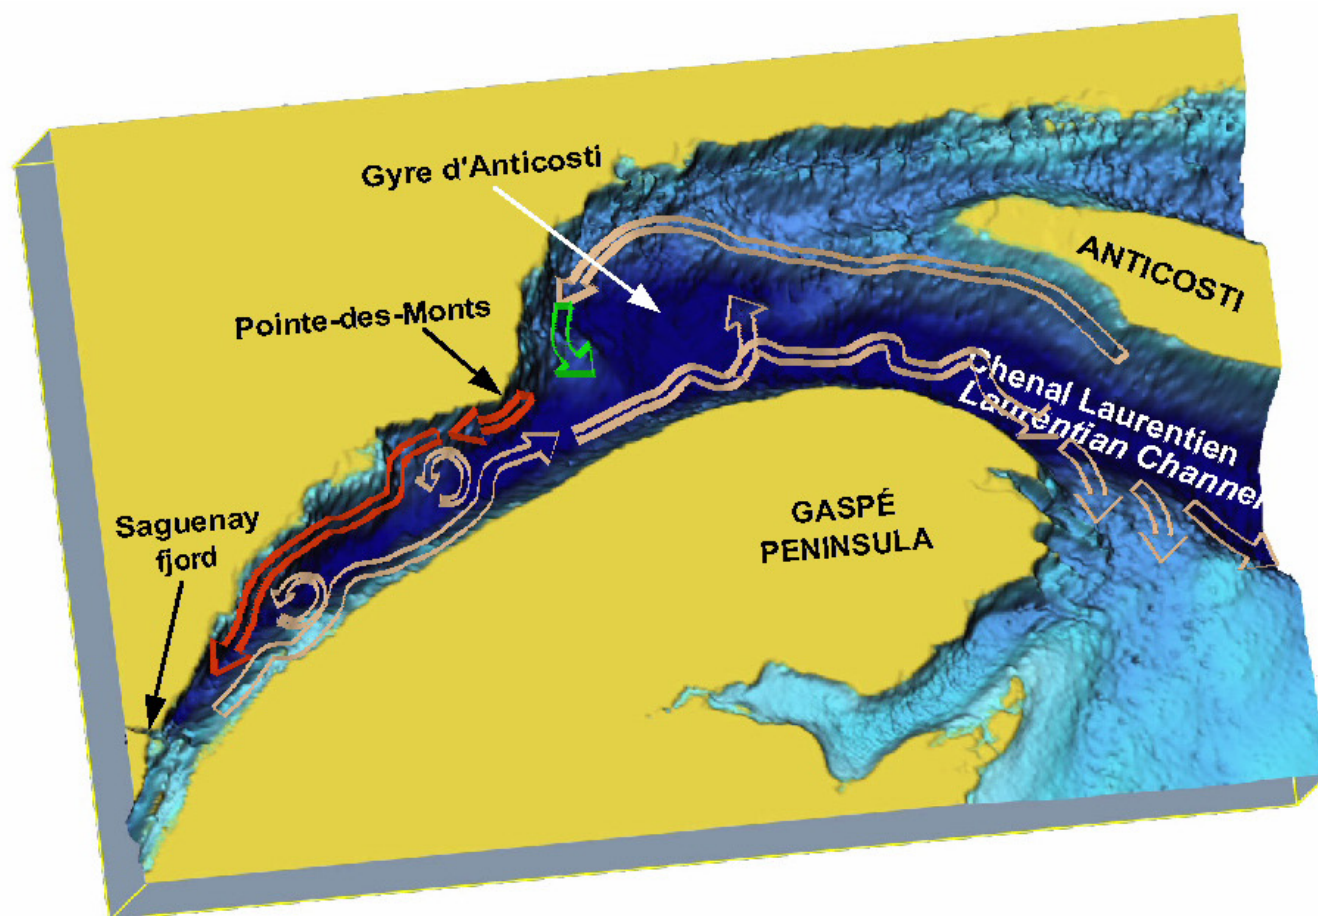 Gyre d'Anticosti
ANTICOSTI
Pointe-des-Monts
Chenal Laurentien
Laurentian Channel
GASPÉ
PENINSULA
Saguenay
fjord